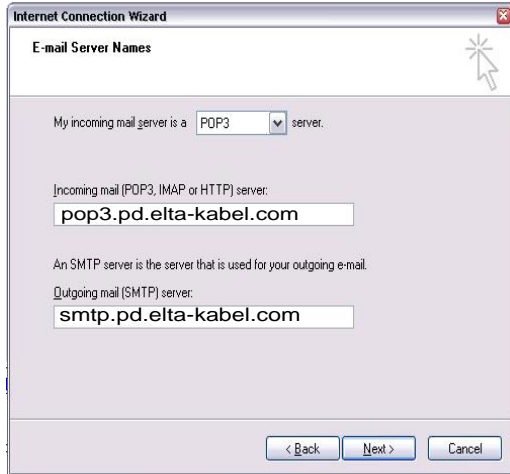 Internet Connection Wizard
E-mail Server Names
My incoming mail server is a POP3 server.
Incoming mail (POP3, IMAP or HTTP) server:
pop3.pd.elta-kabel.com
An SMTP server is the server that is used for your outgoing e-mail.
Outgoing mail (SMTP) server:
smtp.pd.elta-kabel.com
< Back Next > Cancel